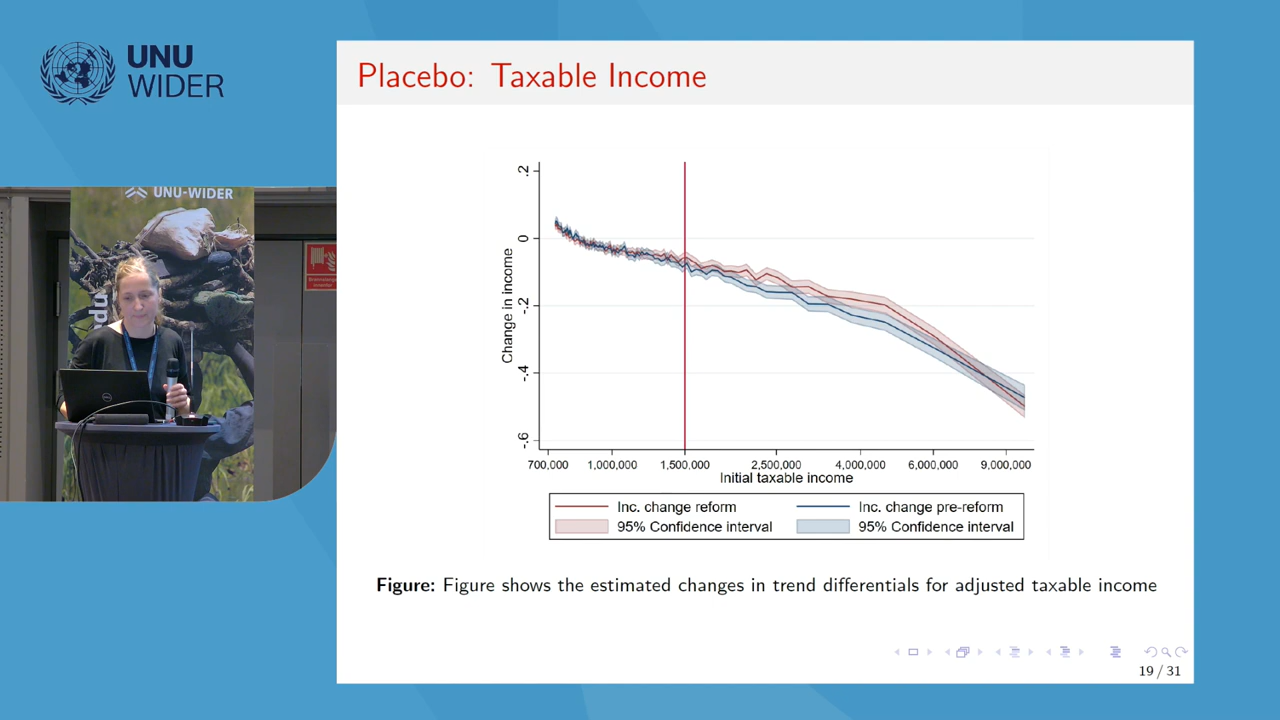 UNU
WIDER
UNU-WIDER
Placebo: Taxable Income
.2
0
-.2
-.4
-.6
Change in income
700,000
1,000,000
1,500,000
2,500,000
4,000,000
6,000,000
9,000,000
Initial taxable income
Inc. change reform
Inc. change pre-reform
95% Confidence interval
95% Confidence interval
Figure: Figure shows the estimated changes in trend differentials for adjusted taxable income
19 / 31